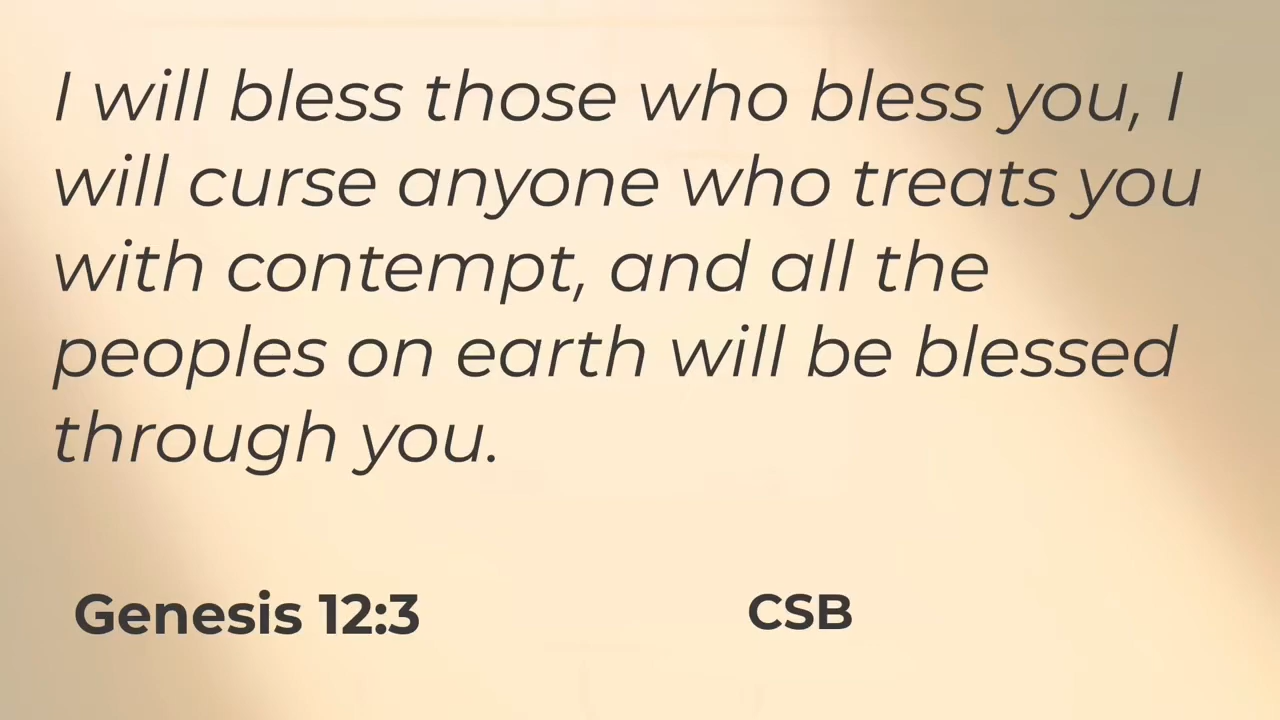 I will bless those who bless you, I
will curse anyone who treats you
with contempt, and all the
peoples on earth will be blessed
through you.
Genesis 12:3 CSB